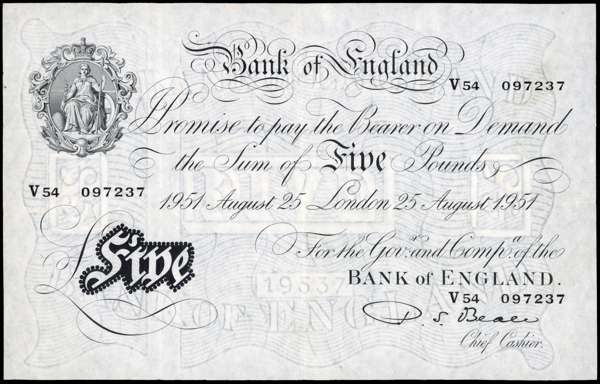 Bank of England
V54 097237
I Promise to pay the Bearer on Demand
the Sum of Five Pounds
V54 097237
1951 August 25 London 25 August 1951
For the Govr. and Compa. of the
BANK of ENGLAND.
£Five
V54 097237
P. S. Beale
Chief Cashier.
OF ENGLA